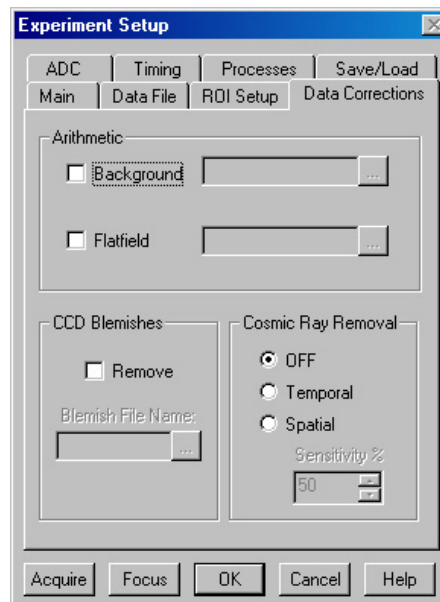 Experiment Setup
ADC Timing Processes Save/Load
Main Data File ROI Setup Data Corrections
Arithmetic
Background ...
Flatfield ...
CCD Blemishes
Remove
Blemish File Name:
...
Cosmic Ray Removal
OFF
Temporal
Spatial
Sensitivity %
50
Acquire Focus OK Cancel Help